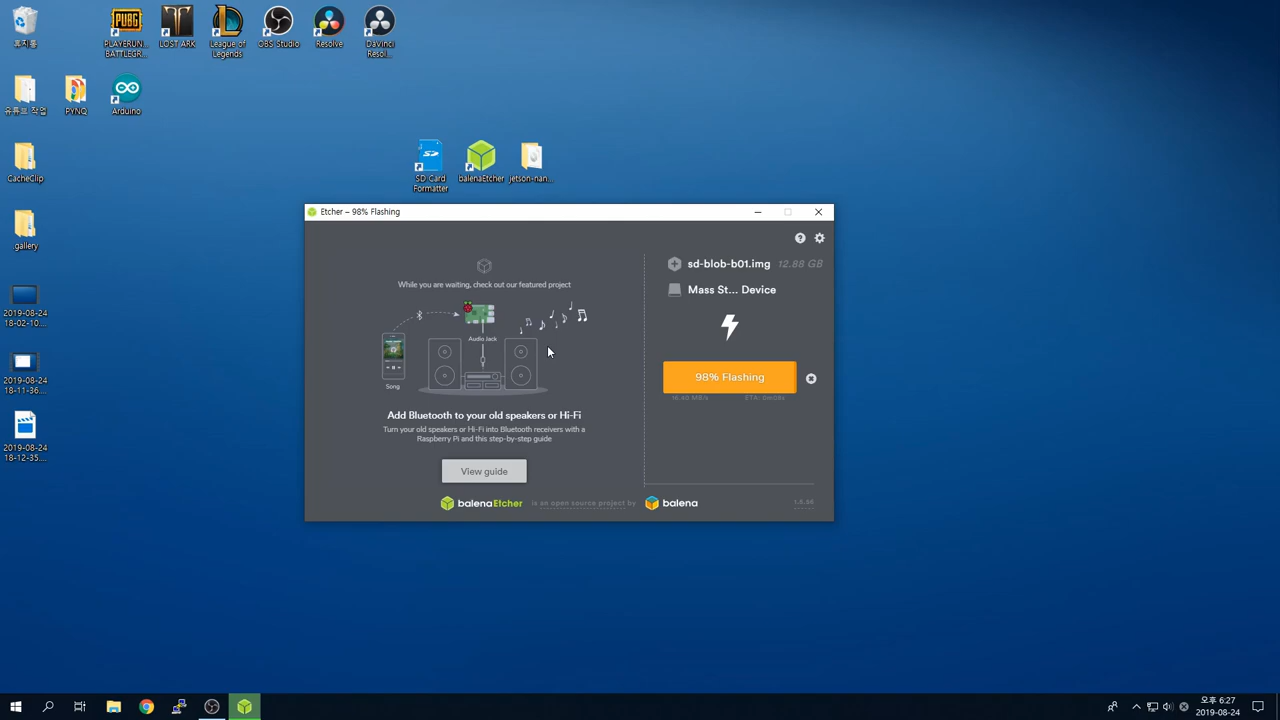 휴지통
PLAYERUN...
BATTLEGR...
LOST ARK
League of
Legends
OBS Studio
Resolve
DaVinci
Resol...
유튜브 작업
PYNQ
Arduino
CacheClip
SD Card
Formatter
balenaEtcher
jetson-nan...
.gallery
2019-08-24
18-02-10...
2019-08-24
18-11-36...
2019-08-24
18-12-35...
Etcher – 98% Flashing
While you are waiting, check out our featured project
Audio Jack
Song
Add Bluetooth to your old speakers or Hi-Fi
Turn your old speakers or Hi-Fi into Bluetooth receivers with a
Raspberry Pi and this step-by-step guide
View guide
sd-blob-b01.img 12.88 GB
Mass St... Device
98% Flashing
16.40 MB/s ETA: 0m08s
balenaEtcher is an open source project by balena
오후 6:27
2019-08-24